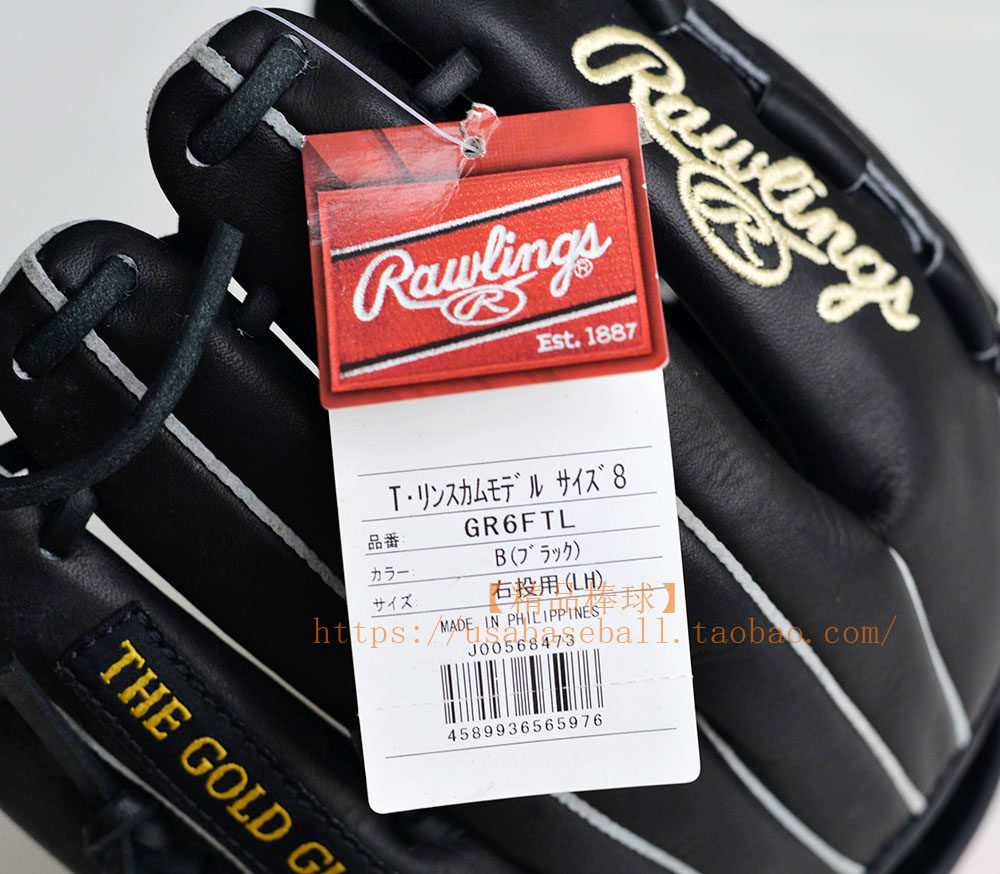 Rawlings
R
Rawlings®
R
Est. 1887
T・リンスカムモデル サイズ8
品番: GR6FTL
カラー: B(ブラック)
サイズ: 右投用(LH)
【精品棒球】
MADE IN PHILIPPINES
https://usabaseball.taobao.com/
J00568473
4589936565976
THE GOLD